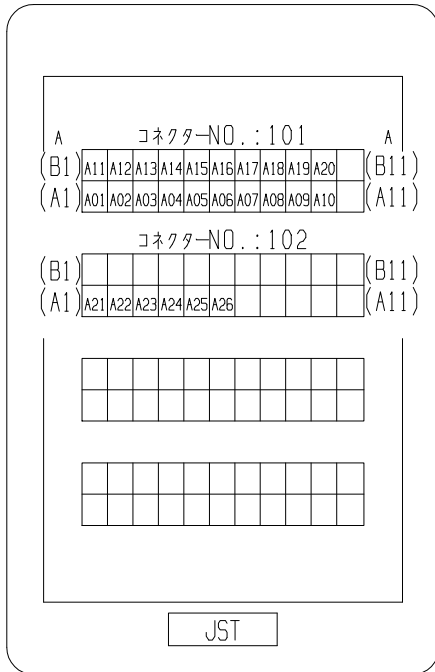 A コネクターNO.:101 A
(B1) A11 A12 A13 A14 A15 A16 A17 A18 A19 A20 (B11)
(A1) A01 A02 A03 A04 A05 A06 A07 A08 A09 A10 (A11)
コネクターNO.:102
(B1) (B11)
(A1) A21 A22 A23 A24 A25 A26 (A11)
JST